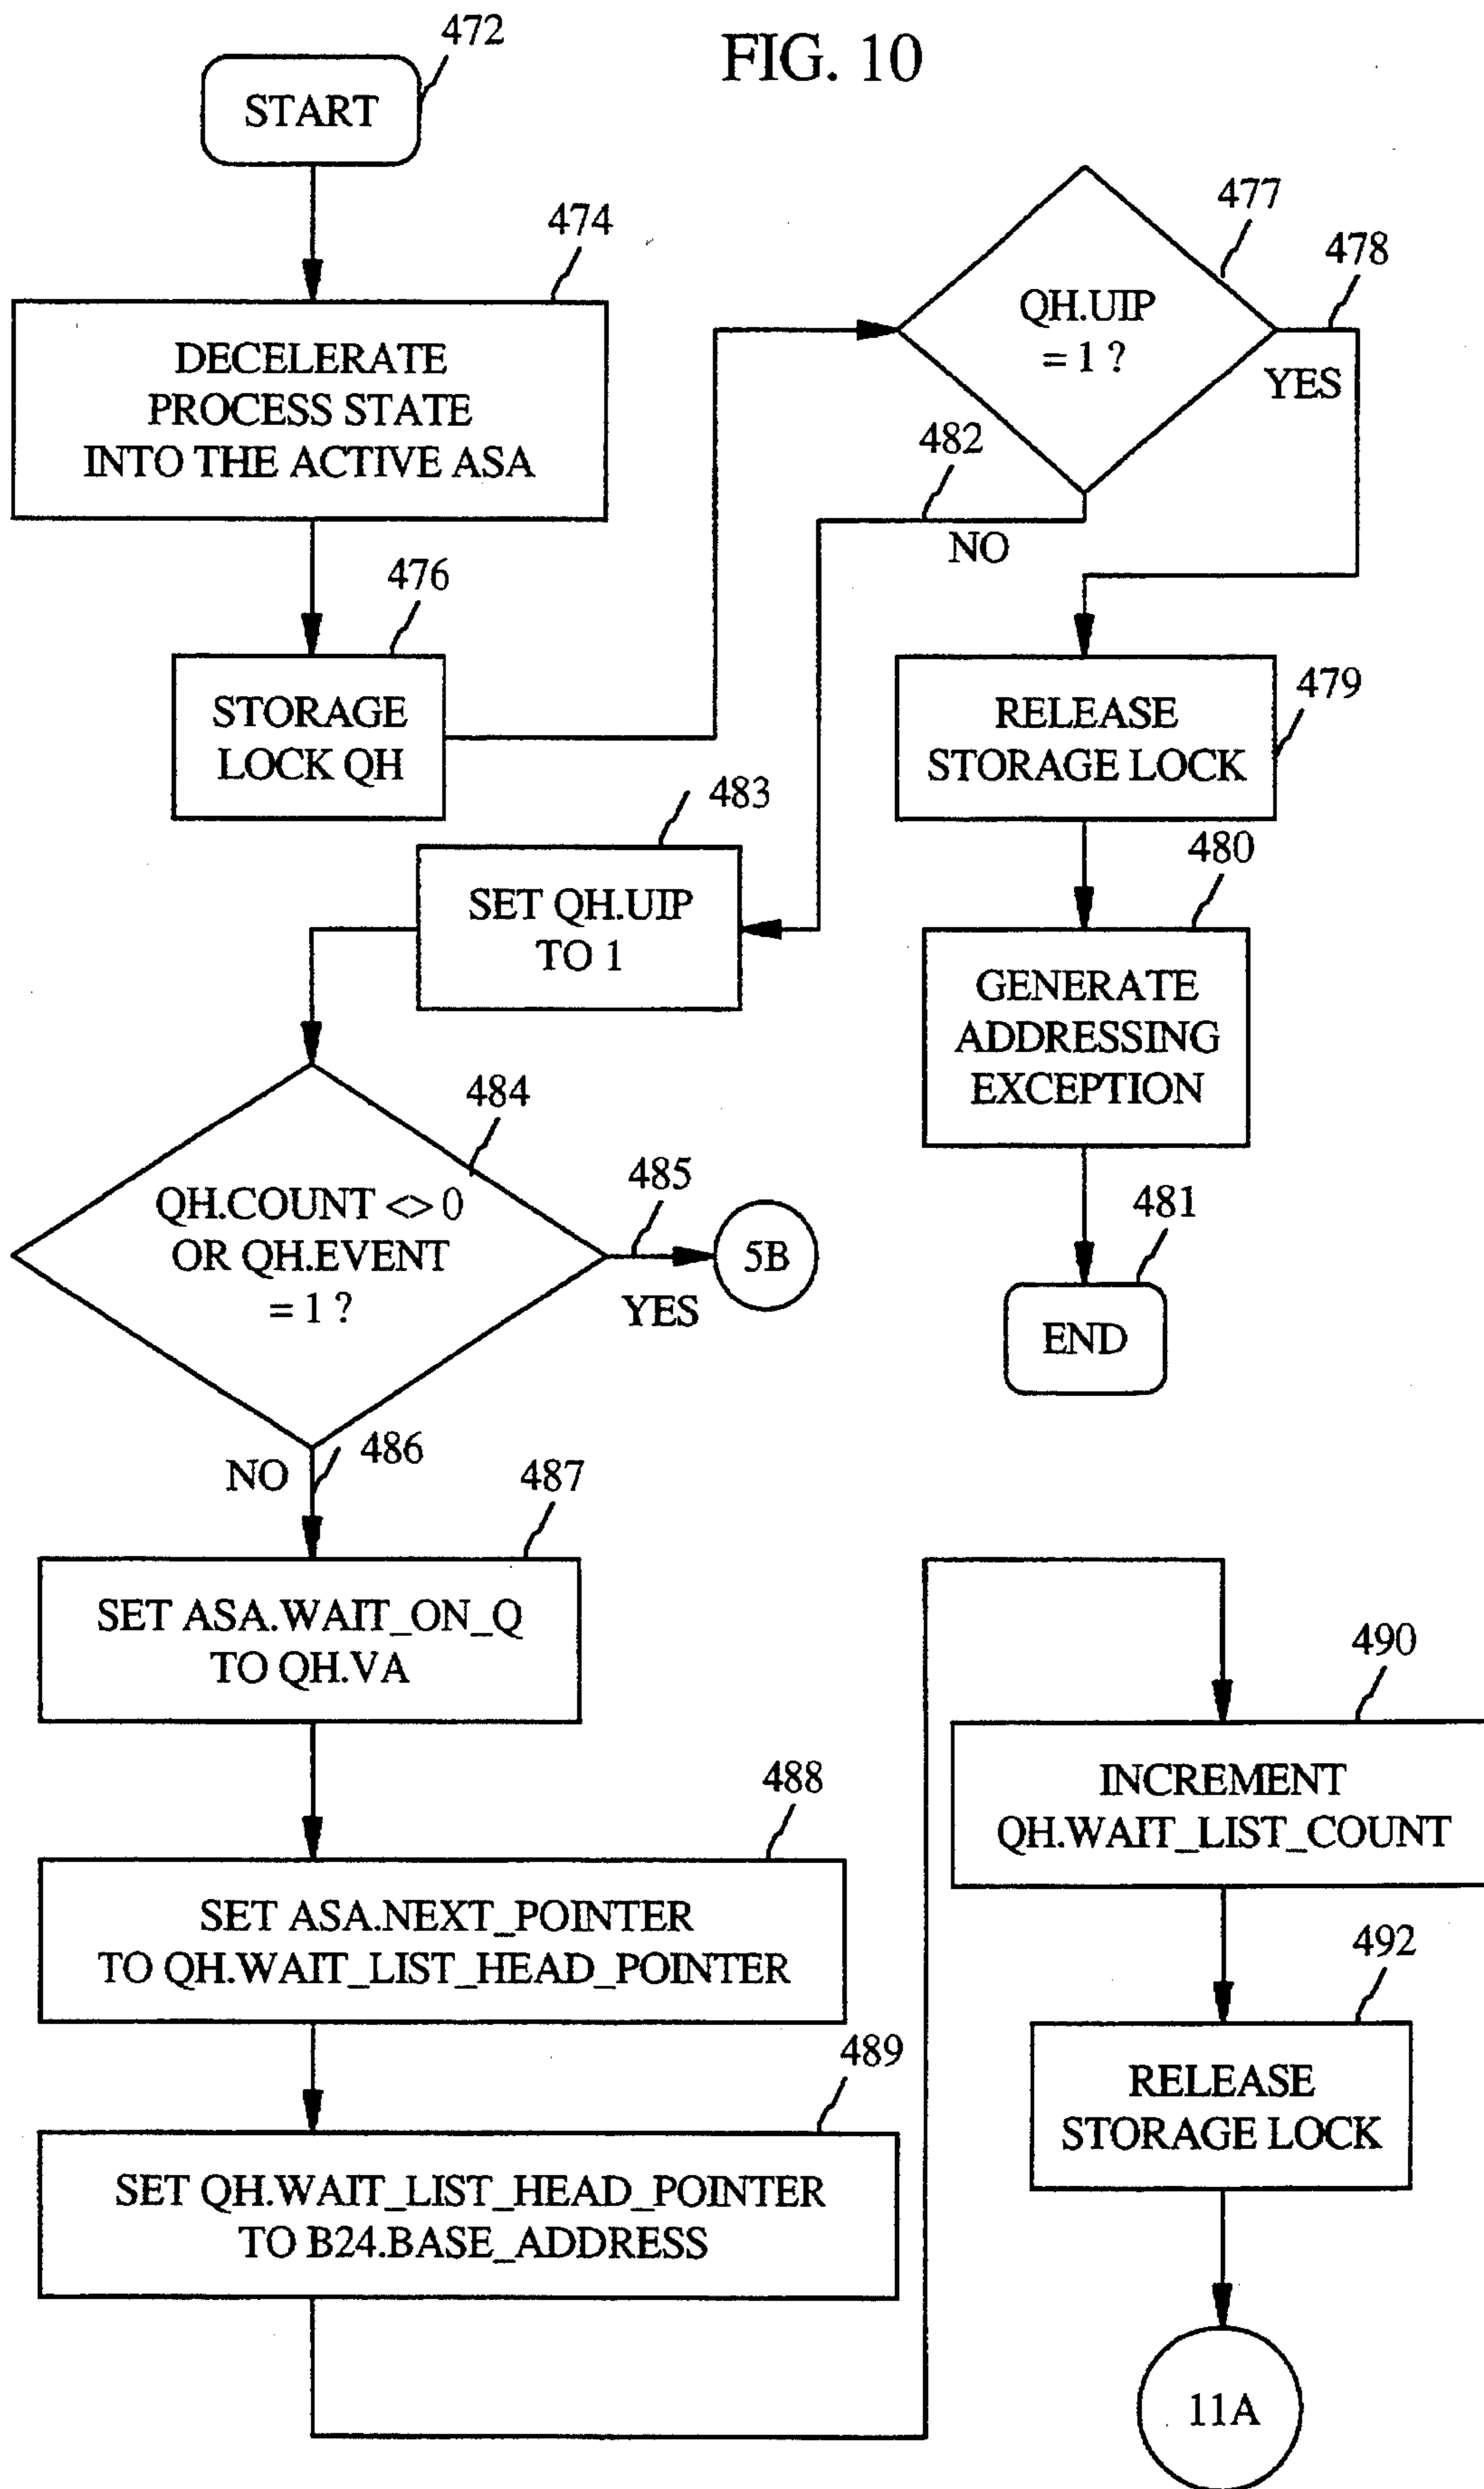 FIG. 10
472
START
474
DECELERATE
PROCESS STATE
INTO THE ACTIVE ASA
476
STORAGE
LOCK QH
477
QH.UIP
= 1 ?
478
YES
482
NO
479
RELEASE
STORAGE LOCK
480
GENERATE
ADDRESSING
EXCEPTION
481
END
483
SET QH.UIP
TO 1
484
QH.COUNT <> 0
OR QH.EVENT
= 1 ?
485
YES
5B
486
NO
487
SET ASA.WAIT_ON_Q
TO QH.VA
488
SET ASA.NEXT_POINTER
TO QH.WAIT_LIST_HEAD_POINTER
489
SET QH.WAIT_LIST_HEAD_POINTER
TO B24.BASE_ADDRESS
490
INCREMENT
QH.WAIT_LIST_COUNT
492
RELEASE
STORAGE LOCK
11A